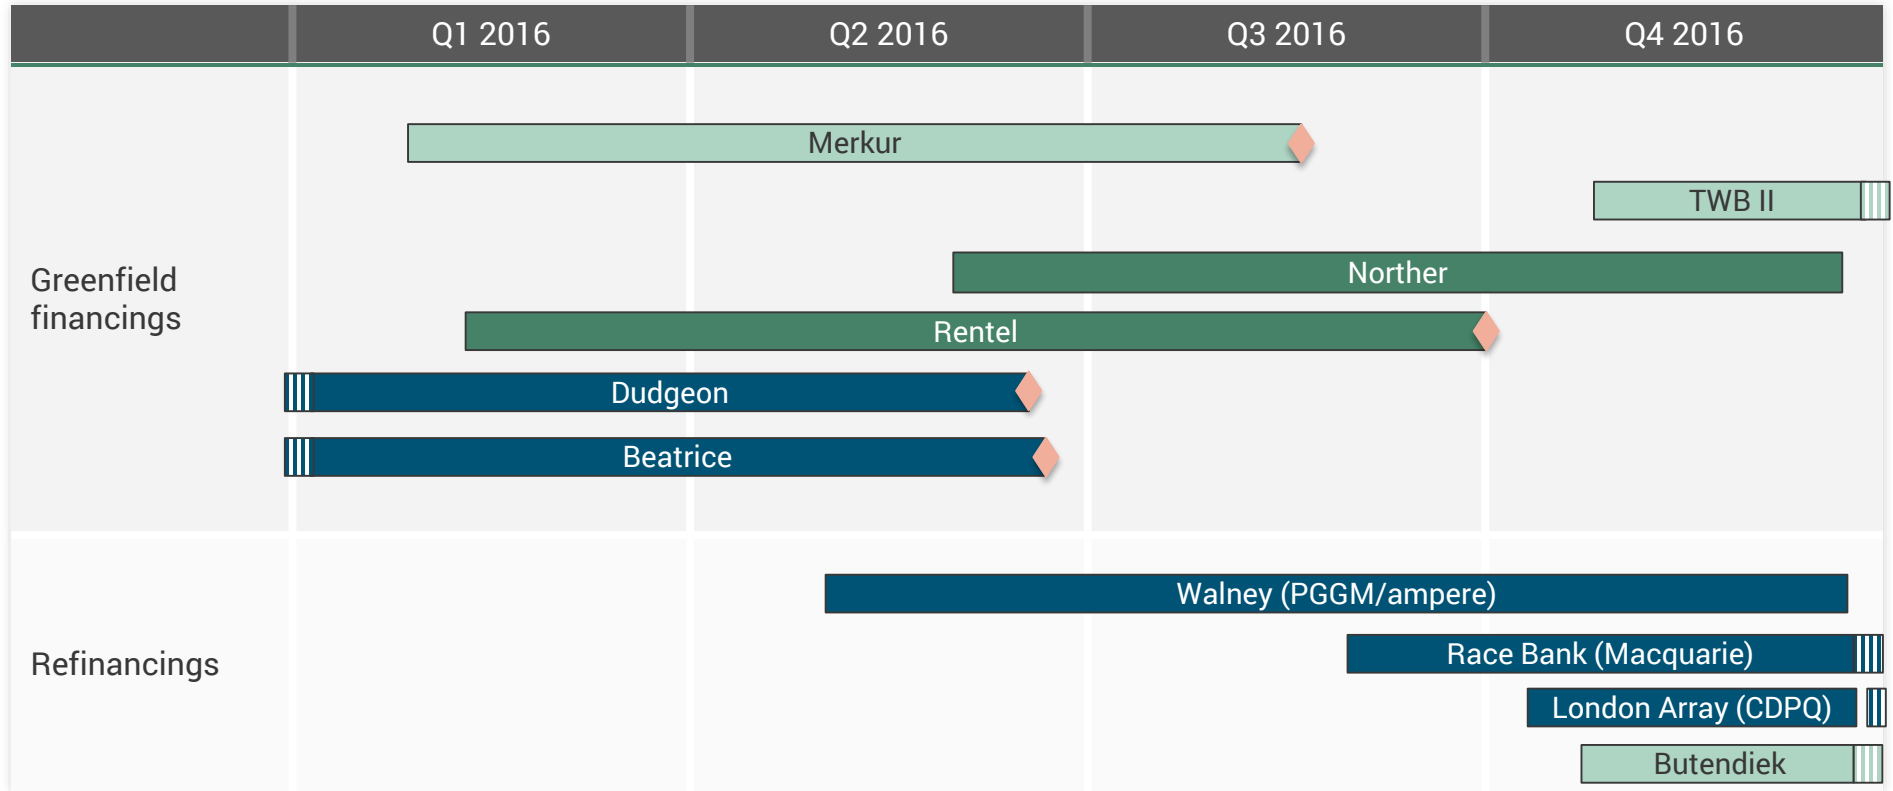 Q1 2016
Q2 2016
Q3 2016
Q4 2016
Greenfield
financings
Merkur
TWB II
Norther
Rentel
Dudgeon
Beatrice
Refinancings
Walney (PGGM/ampere)
Race Bank (Macquarie)
London Array (CDPQ)
Butendiek